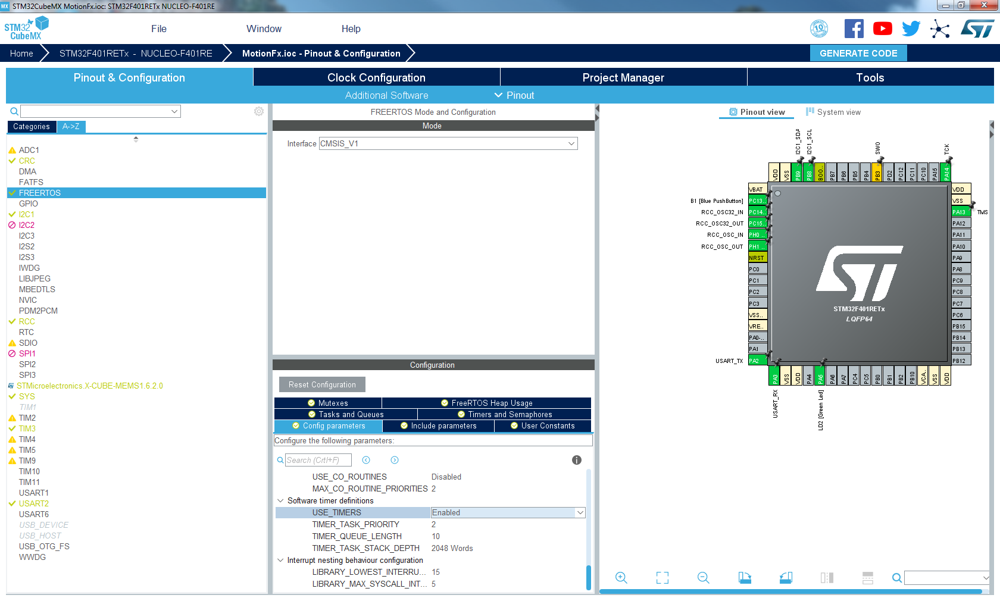 STM32CubeMX MotionFx.ioc: STM32F401RETx NUCLEO-F401RE
STM32 CubeMX
File Window Help
10
Home STM32F401RETx - NUCLEO-F401RE MotionFx.ioc - Pinout & Configuration GENERATE CODE
Pinout & Configuration Clock Configuration Project Manager Tools
Additional Software Pinout
Categories A->Z
ADC1
CRC
DMA
FATFS
FREERTOS
GPIO
I2C1
I2C2
I2C3
I2S2
I2S3
IWDG
LIBJPEG
MBEDTLS
NVIC
PDM2PCM
RCC
RTC
SDIO
SPI1
SPI2
SPI3
STMicroelectronics.X-CUBE-MEMS1.6.2.0
SYS
TIM1
TIM2
TIM3
TIM4
TIM5
TIM9
TIM10
TIM11
USART1
USART2
USART6
USB_DEVICE
USB_HOST
USB_OTG_FS
WWDG
FREERTOS Mode and Configuration
Mode
Interface CMSIS_V1
Configuration
Reset Configuration
Mutexes FreeRTOS Heap Usage
Tasks and Queues Timers and Semaphores
Config parameters Include parameters User Constants
Configure the following parameters:
Search (Crtl+F)
USE_CO_ROUTINES Disabled
MAX_CO_ROUTINE_PRIORITIES 2
Software timer definitions
USE_TIMERS Enabled
TIMER_TASK_PRIORITY 2
TIMER_QUEUE_LENGTH 10
TIMER_TASK_STACK_DEPTH 2048 Words
Interrupt nesting behaviour configuration
LIBRARY_LOWEST_INTERRU... 15
LIBRARY_MAX_SYSCALL_INT... 5
Pinout view System view
I2C1_SDA I2C1_SCL SWO TCK
VDD VSS PB9 PB8 BOO.. PB7 PB6 PB5 PB4 PB3 PD2 PC12 PC11 PC10 PA15 PA14
VBAT
B1 [Blue PushButton] PC13..
RCC_OSC32_IN PC14..
RCC_OSC32_OUT PC15..
RCC_OSC_IN PH0 ..
RCC_OSC_OUT PH1 ..
NRST
PC0
PC1
PC2
PC3
VSS..
VRE..
PA0-..
PA1
USART_TX PA2
VDD
VSS
PA13 TMS
PA12
PA11
PA10
PA9
PA8
PC9
PC8
PC7
PC6
PB15
PB14
PB13
PB12
STM32F401RETx
LQFP64
PA3 VSS VDD PA4 PA5 PA6 PA7 PC4 PC5 PB0 PB1 PB2 PB10 VCA.. VSS VDD
USART_RX LD2 [Green Led]